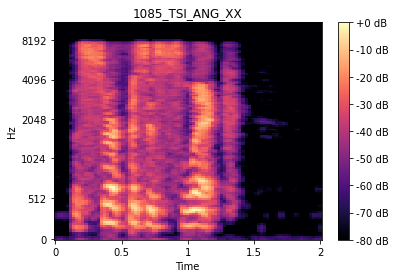 1085_TSI_ANG_XX
+0 dB
8192
-10 dB
4096
-20 dB
-30 dB
2048
-40 dB
Hz
1024
-50 dB
512
-60 dB
-70 dB
0
-80 dB
0
0.5
1
1.5
2
Time